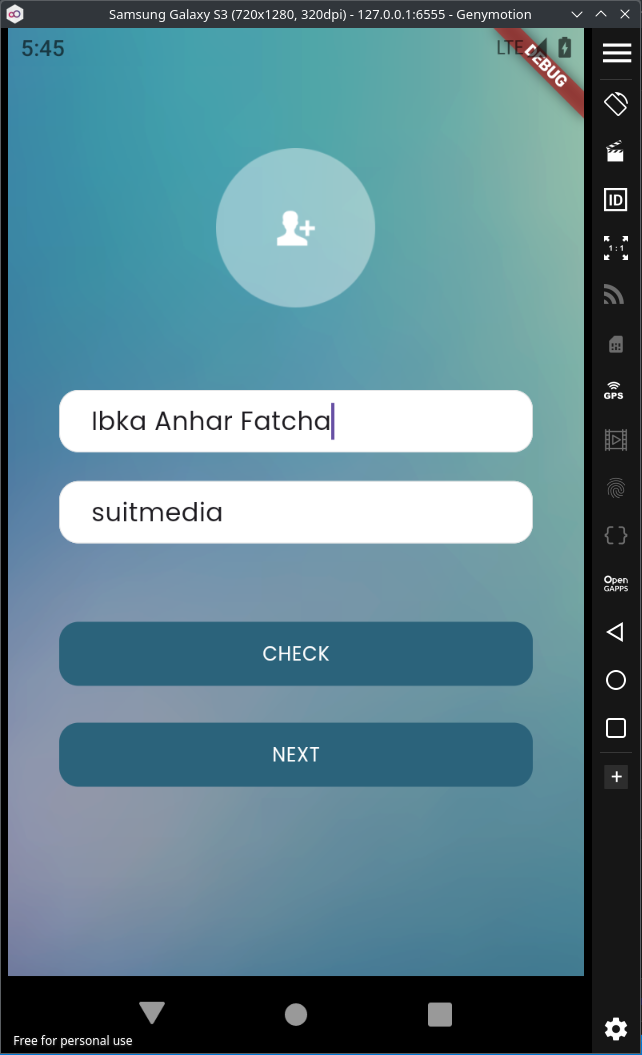 Samsung Galaxy S3 (720x1280, 320dpi) - 127.0.0.1:6555 - Genymotion
5:45
LTE
DEBUG
ID
1:1
GPS
Ibka Anhar Fatcha
suitmedia
Open
GAPPS
CHECK
NEXT
Free for personal use